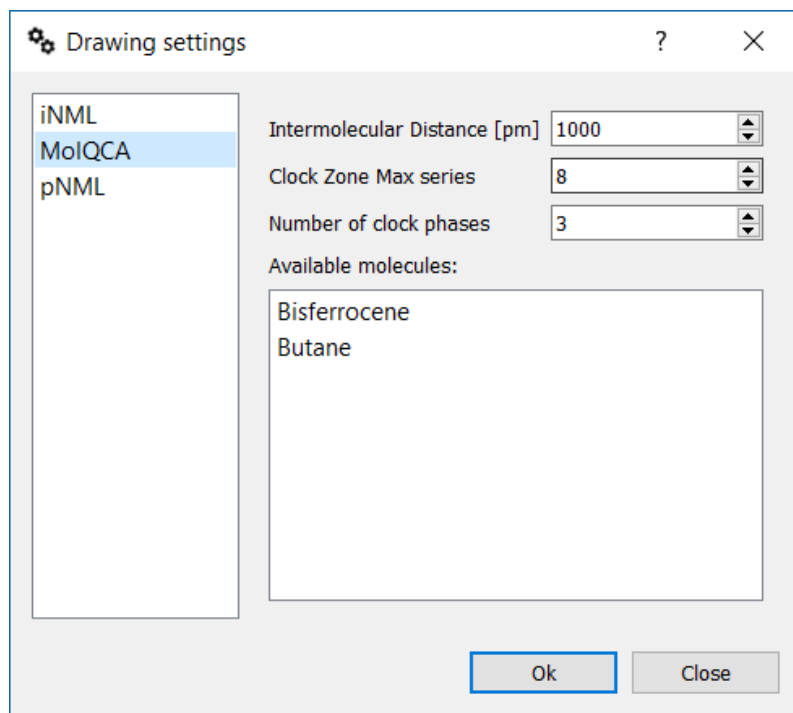 Drawing settings
?
iNML
MolQCA
pNML
Intermolecular Distance [pm] 1000
Clock Zone Max series 8
Number of clock phases 3
Available molecules:
Bisferrocene
Butane
Ok Close